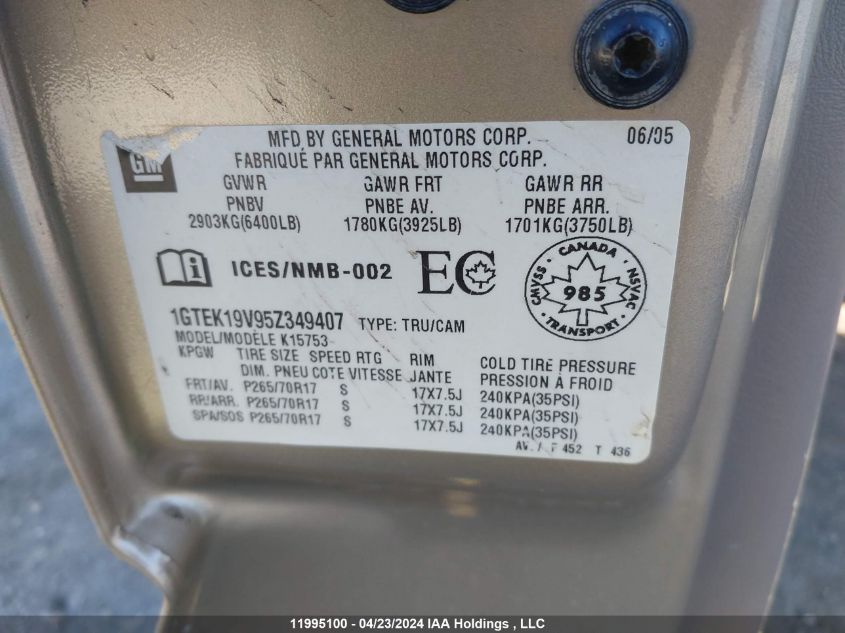 MFD BY GENERAL MOTORS CORP. 06/05
FABRIQUÉ PAR GENERAL MOTORS CORP.
GM
GVWR GAWR FRT GAWR RR
PNBV PNBE AV. PNBE ARR.
2903KG(6400LB) 1780KG(3925LB) 1701KG(3750LB)
ICES/NMB-002 EC
CANADA
CMVSS 985 NSVAC
TRANSPORT
1GTEK19V95Z349407 TYPE: TRU/CAM
MODEL/MODÈLE K15753
KPGW TIRE SIZE SPEED RTG RIM COLD TIRE PRESSURE
DIM. PNEU COTE VITESSE JANTE PRESSION À FROID
FRT/AV. P265/70R17 S 17X7.5J 240KPA(35PSI)
RR/ARR. P265/70R17 S 17X7.5J 240KPA(35PSI)
SPA/SOS P265/70R17 S 17X7.5J 240KPA(35PSI)
452 T 436
11995100 - 04/23/2024 IAA Holdings , LLC